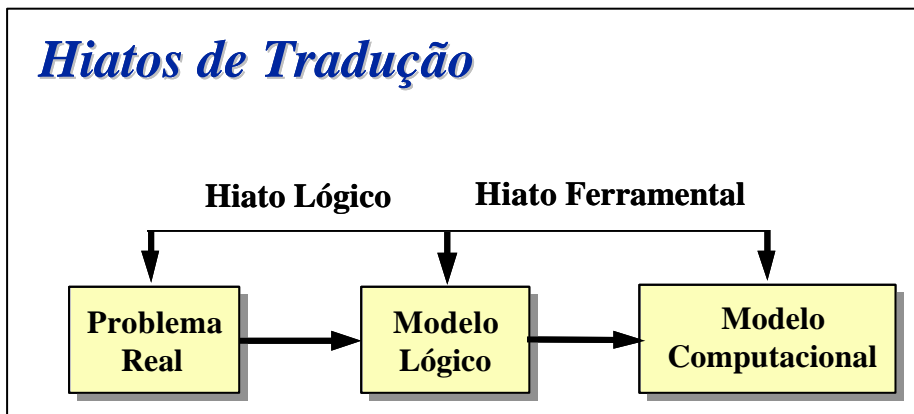 Hiatos de Tradução
Hiato Lógico
Hiato Ferramental
Problema
Real
Modelo
Lógico
Modelo
Computacional